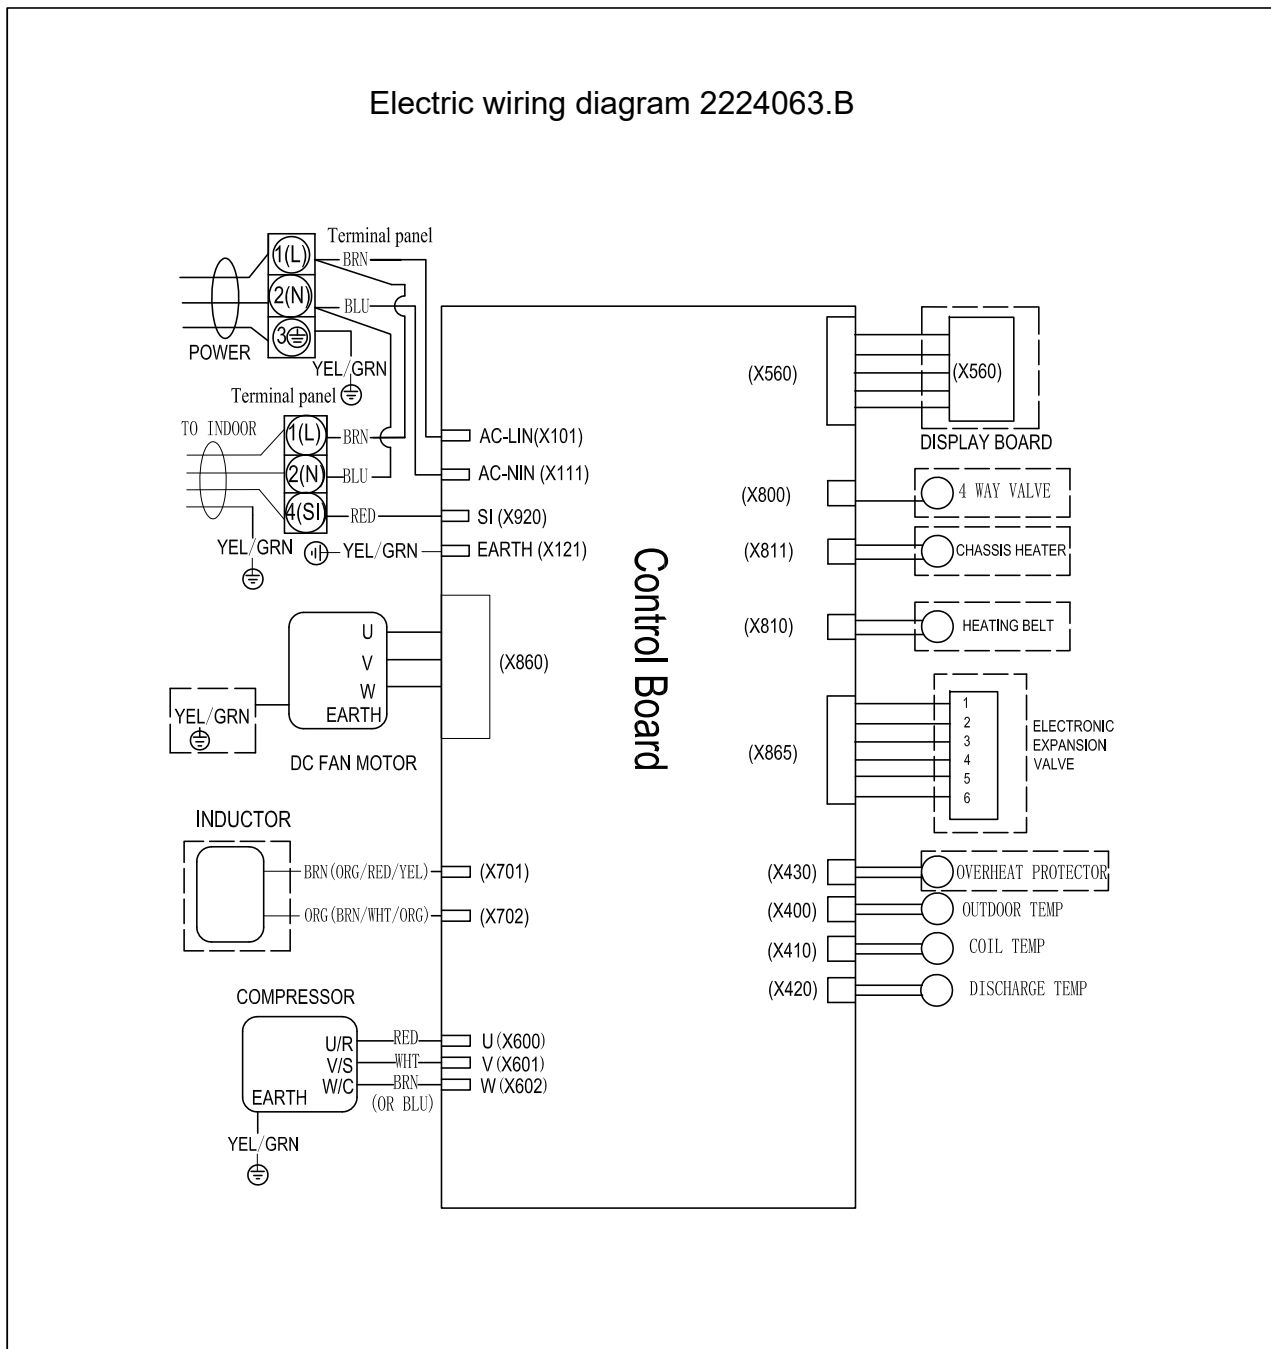 Electric wiring diagram 2224063.B
Terminal panel
1(L)
BRN
2(N)
BLU
3
POWER
YEL/GRN
Terminal panel
TO INDOOR
1(L)
BRN
2(N)
BLU
4(SI)
RED
YEL/GRN
YEL/GRN
AC-LIN(X101)
AC-NIN (X111)
SI (X920)
EARTH (X121)
U
V
W
EARTH
(X860)
YEL/GRN
DC FAN MOTOR
INDUCTOR
BRN(ORG/RED/YEL)
(X701)
ORG(BRN/WHT/ORG)
(X702)
COMPRESSOR
U/R
RED
U (X600)
V/S
WHT
V (X601)
W/C
BRN
W (X602)
(OR BLU)
EARTH
YEL/GRN
Control Board
(X560)
(X560)
DISPLAY BOARD
(X800)
4 WAY VALVE
(X811)
CHASSIS HEATER
(X810)
HEATING BELT
(X865)
1
2
3
4
5
6
ELECTRONIC
EXPANSION
VALVE
(X430)
OVERHEAT PROTECTOR
(X400)
OUTDOOR TEMP
(X410)
COIL TEMP
(X420)
DISCHARGE TEMP